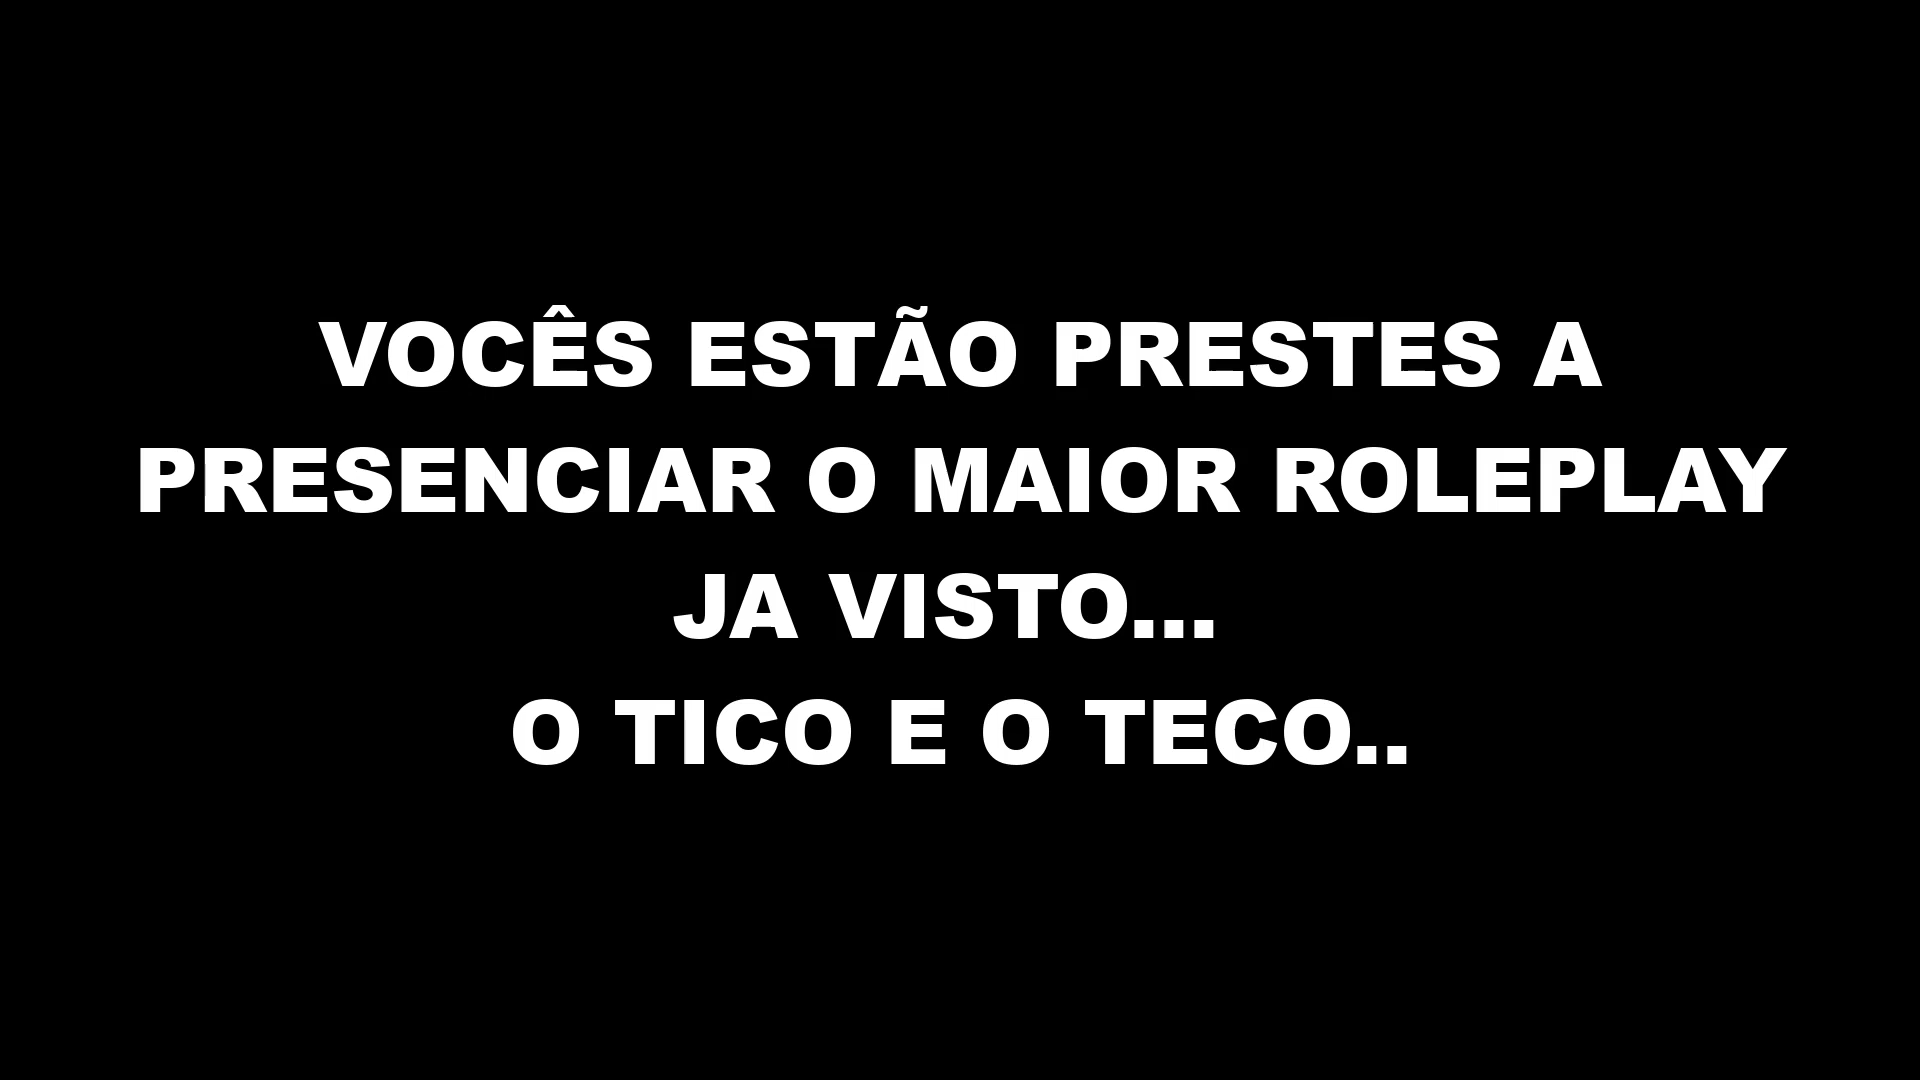 VOCÊS ESTÃO PRESTES A
PRESENCIAR O MAIOR ROLEPLAY
JA VISTO...
O TICO E O TECO..